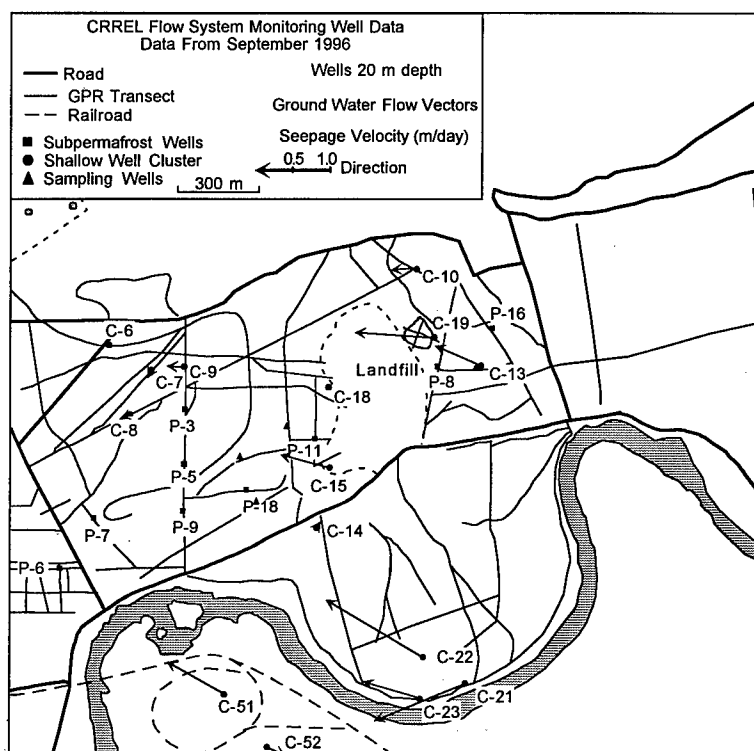 CRREL Flow System Monitoring Well Data
Data From September 1996
Road
Wells 20 m depth
GPR Transect
Ground Water Flow Vectors
Railroad
Seepage Velocity (m/day)
Subpermafrost Wells
0.5 1.0
Direction
Shallow Well Cluster
Sampling Wells
300 m
C-10
P-16
C-19
C-6
C-9
Landfill
P-8
C-13
C-7
C-18
P-3
C-8
P-11
P-5
C-15
P-18
P-9
C-14
P-7
P-6
C-22
C-21
C-51
C-23
C-52